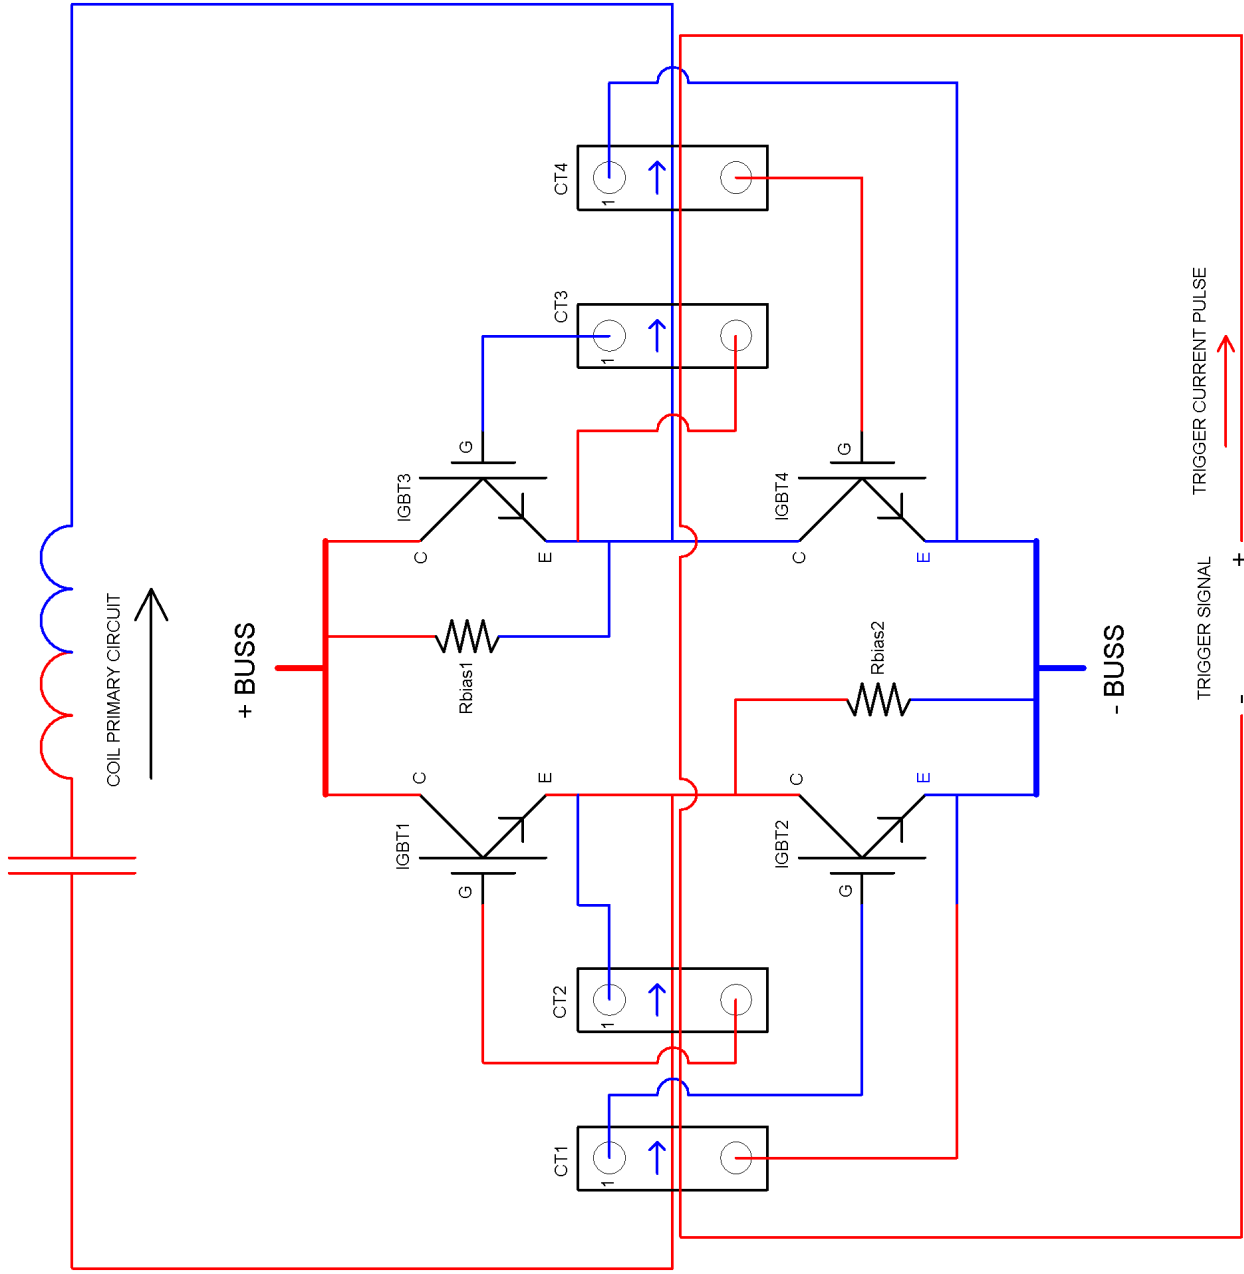 COIL PRIMARY CIRCUIT
+ BUSS
CT4
1
CT3
1
G
IGBT3
C
E
G
IGBT4
C
E
Rbias1
Rbias2
C
E
IGBT1
G
C
E
IGBT2
G
CT2
1
CT1
1
- BUSS
TRIGGER SIGNAL
- +
TRIGGER CURRENT PULSE